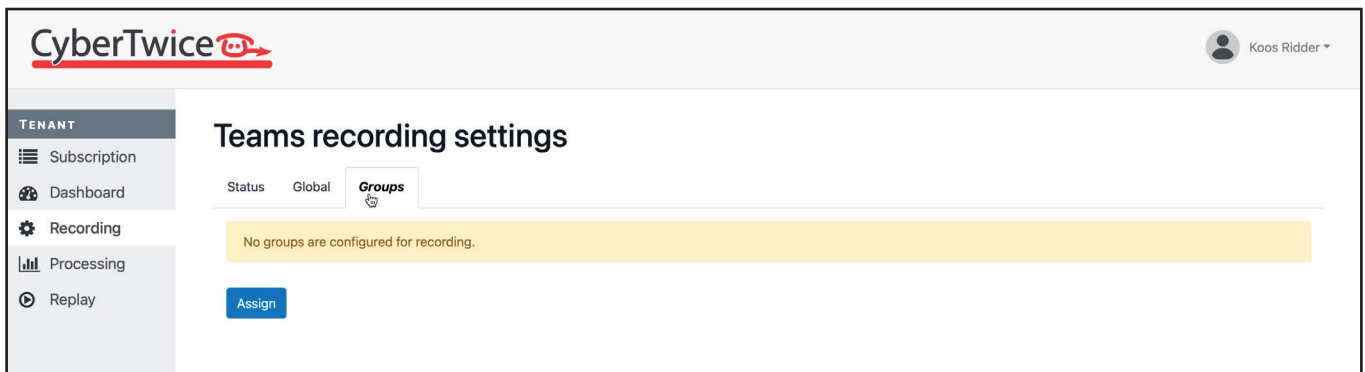 CyberTwice
Koos Ridder
TENANT
Subscription
Dashboard
Recording
Processing
Replay
Teams recording settings
Status Global Groups
No groups are configured for recording.
Assign